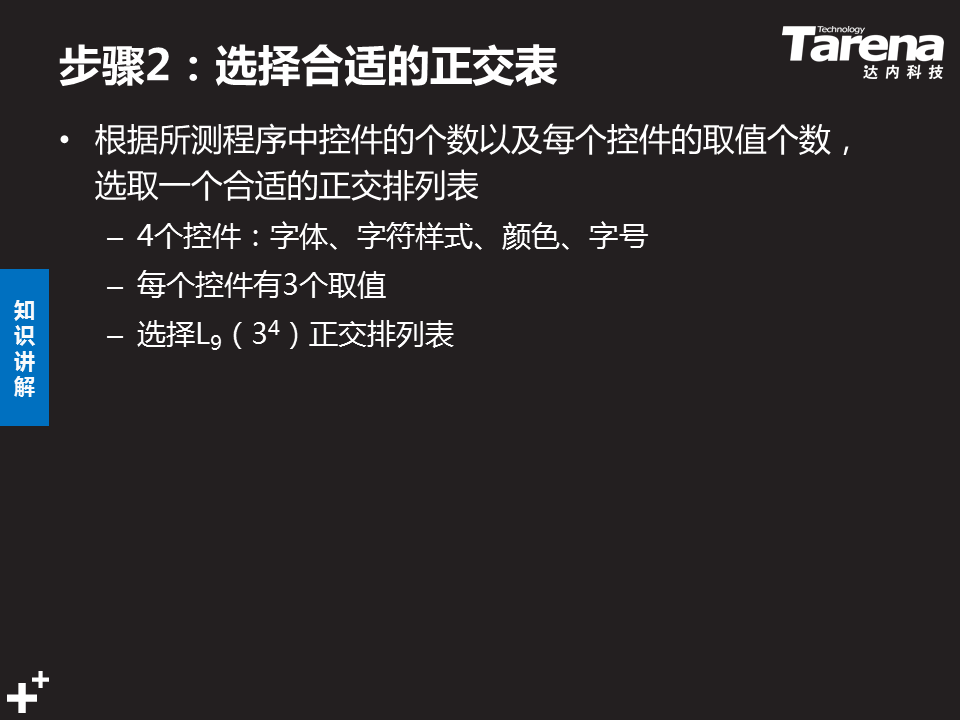 步骤2：选择合适的正交表
Technology
Tarena
达内科技
• 根据所测程序中控件的个数以及每个控件的取值个数，
选取一个合适的正交排列表
– 4个控件：字体、字符样式、颜色、字号
– 每个控件有3个取值
– 选择L₉（3⁴）正交排列表
知
识
讲
解